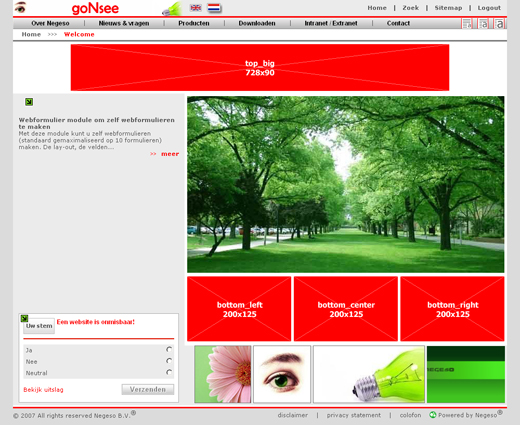 goNsee
Home | Zoek | Sitemap | Logout
Over Negeso | Nieuws & vragen | Producten | Downloaden | Intranet / Extranet | Contact
a a a
Home >>> Welcome
top_big
728x90
Webformulier module om zelf webformulieren
te maken
Met deze module kunt u zelf webformulieren
(standaard gemaximaliseerd op 10 formulieren)
maken. De lay-out, de velden....
>> meer
bottom_left
200x125
bottom_center
200x125
bottom_right
200x125
Uw stem
Een website is onmisbaar!
Ja
Nee
Neutral
Bekijk uitslag
Verzenden
© 2007 All rights reserved Negeso B.V.®
disclaimer | privacy statement | colofon
Powered by Negeso®